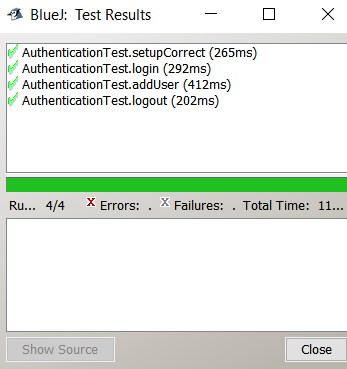 BlueJ: Test Results
AuthenticationTest.setupCorrect (265ms)
AuthenticationTest.login (292ms)
AuthenticationTest.addUser (412ms)
AuthenticationTest.logout (202ms)
Ru... 4/4 X Errors: . X Failures: . Total Time: 11...
Show Source Close